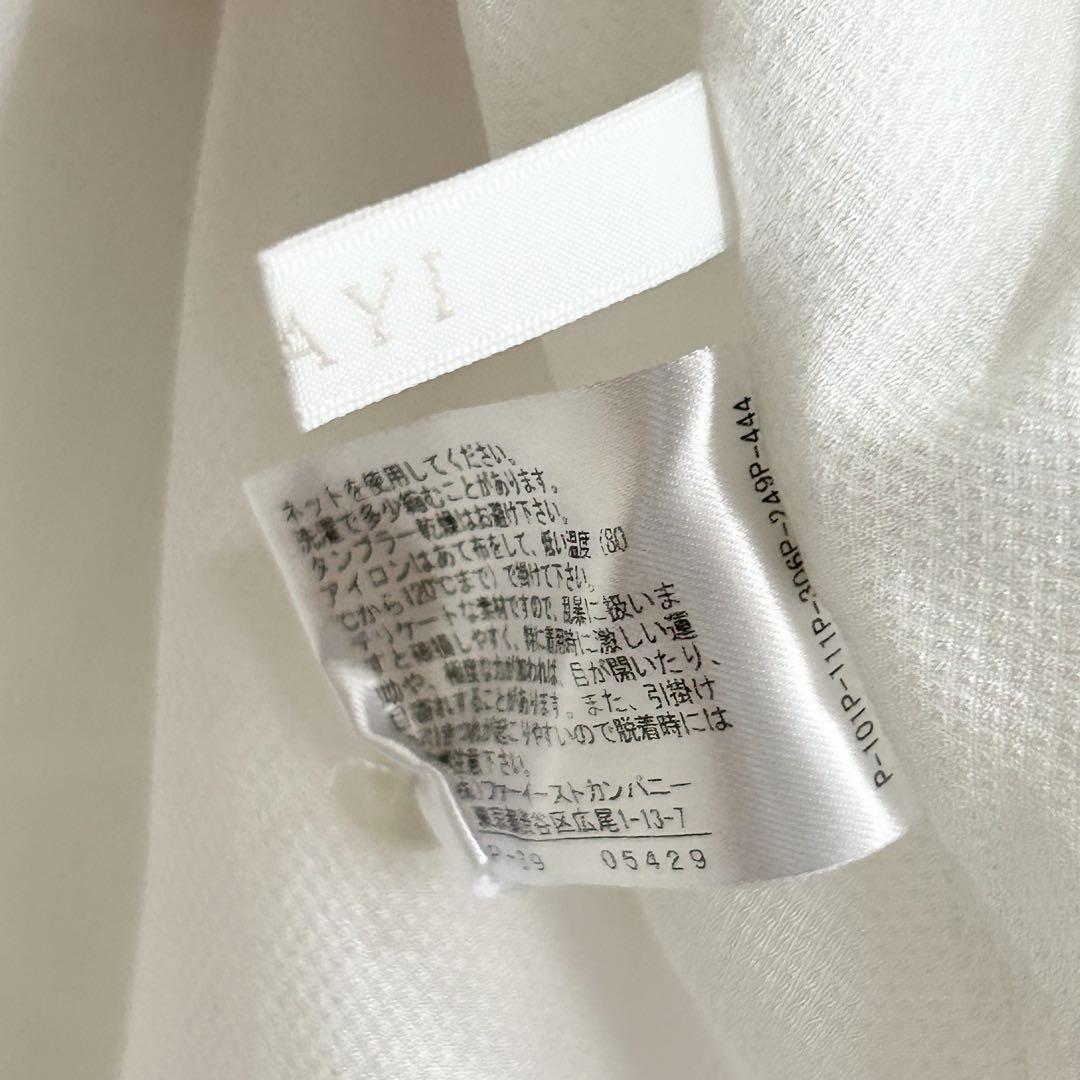 AYI
ネットを使用してください。
洗濯で多少縮むことがあります。
タンブラー乾燥はお避け下さい。
アイロンはあて布をして、低い温度(80
℃から120℃まで)で掛けて下さい。
デリケートな素材ですので、乱暴に扱いま
すと破損しやすく、特に着用時に激しい運
動や、極度な力が加われば、目が開いたり、
することがあります。また、引掛け
起こりやすいので脱着時には
注意下さい。
㈱ファーイーストカンパニー
東京都渋谷区広尾1-13-7
P-39 05429
P-101P-111P-306P-249P-444